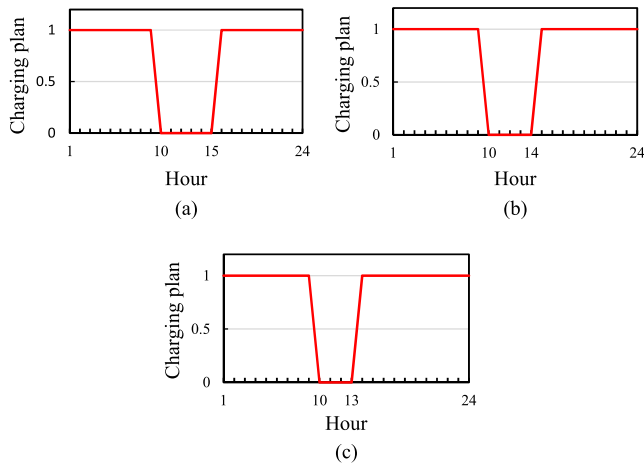 Charging plan
1
0.5
0
1 10 15 24
Hour
(a)
Charging plan
1
0.5
0
1 10 14 24
Hour
(b)
Charging plan
1
0.5
0
1 10 13 24
Hour
(c)